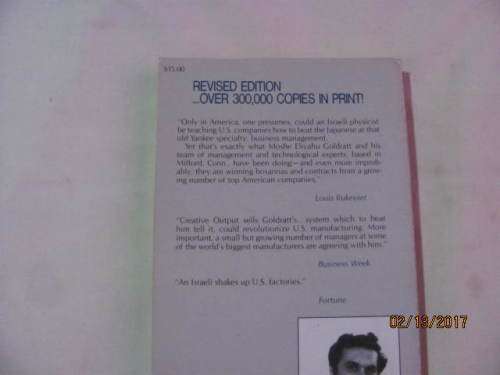 $15.00
REVISED EDITION
...OVER 300,000 COPIES IN PRINT!
"Only in America, one presumes, could an Israeli physicist
be teaching U.S. companies how to beat the Japanese at that
old Yankee specialty, business management.
Yet that's exactly what Moshe Eliyahu Goldratt and his
team of management and technological experts, based in
Milford, Conn., have been doing—and even more improb-
ably, they are winning hosannas and contracts from a grow-
ing number of top American companies."
Louis Rukeyser
"Creative Output sells Goldratt's.. system which to hear
him tell it, could revolutionize U.S. manufacturing. More
important, a small but growing number of managers at some
of the world's biggest manufacturers are agreeing with him."
Business Week
"An Israeli shakes up U.S. factories."
Fortune
02/13/2017